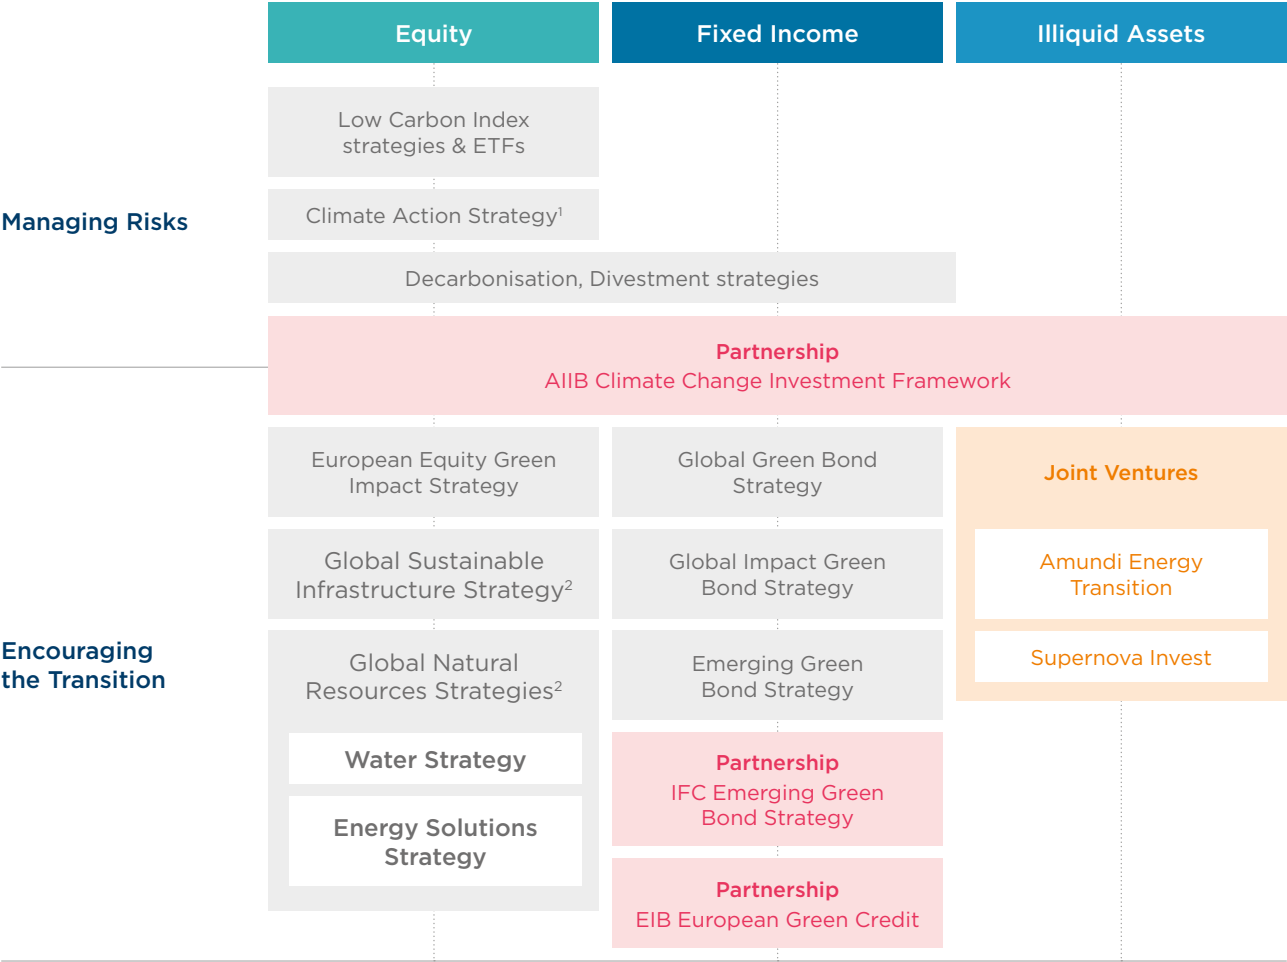 Equity
Fixed Income
Illiquid Assets
Managing Risks
Low Carbon Index
strategies & ETFs
Climate Action Strategy¹
Decarbonisation, Divestment strategies
Partnership
AIIB Climate Change Investment Framework
Encouraging
the Transition
European Equity Green
Impact Strategy
Global Sustainable
Infrastructure Strategy²
Global Natural
Resources Strategies²
Water Strategy
Energy Solutions
Strategy
Global Green Bond
Strategy
Global Impact Green
Bond Strategy
Emerging Green
Bond Strategy
Partnership
IFC Emerging Green
Bond Strategy
Partnership
EIB European Green Credit
Joint Ventures
Amundi Energy
Transition
Supernova Invest